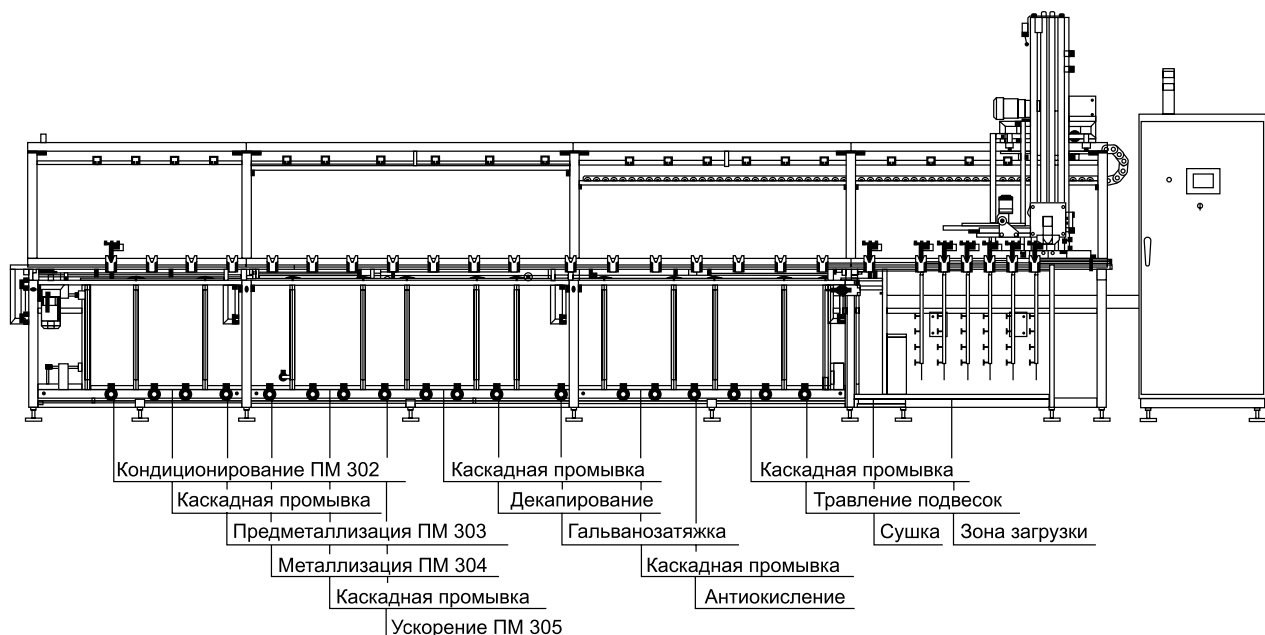 Кондиционирование ПМ 302
Каскадная промывка
Предметаллизация ПМ 303
Металлизация ПМ 304
Каскадная промывка
Ускорение ПМ 305
Каскадная промывка
Декапирование
Гальванозатяжка
Каскадная промывка
Антиокисление
Каскадная промывка
Травление подвесок
Сушка
Зона загрузки